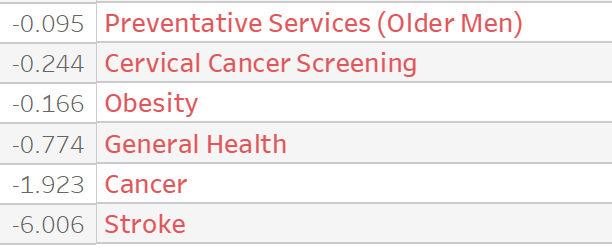 -0.095 Preventative Services (Older Men)
-0.244 Cervical Cancer Screening
-0.166 Obesity
-0.774 General Health
-1.923 Cancer
-6.006 Stroke